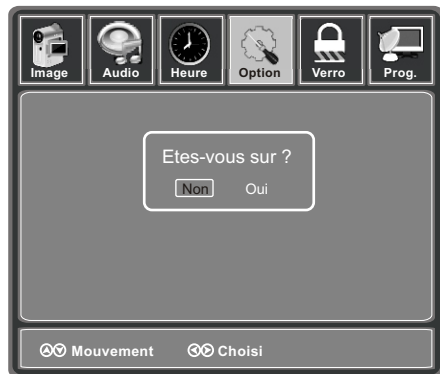 Image Audio Heure Option Verro Prog.
Etes-vous sur ?
Non Oui
Mouvement Choisi